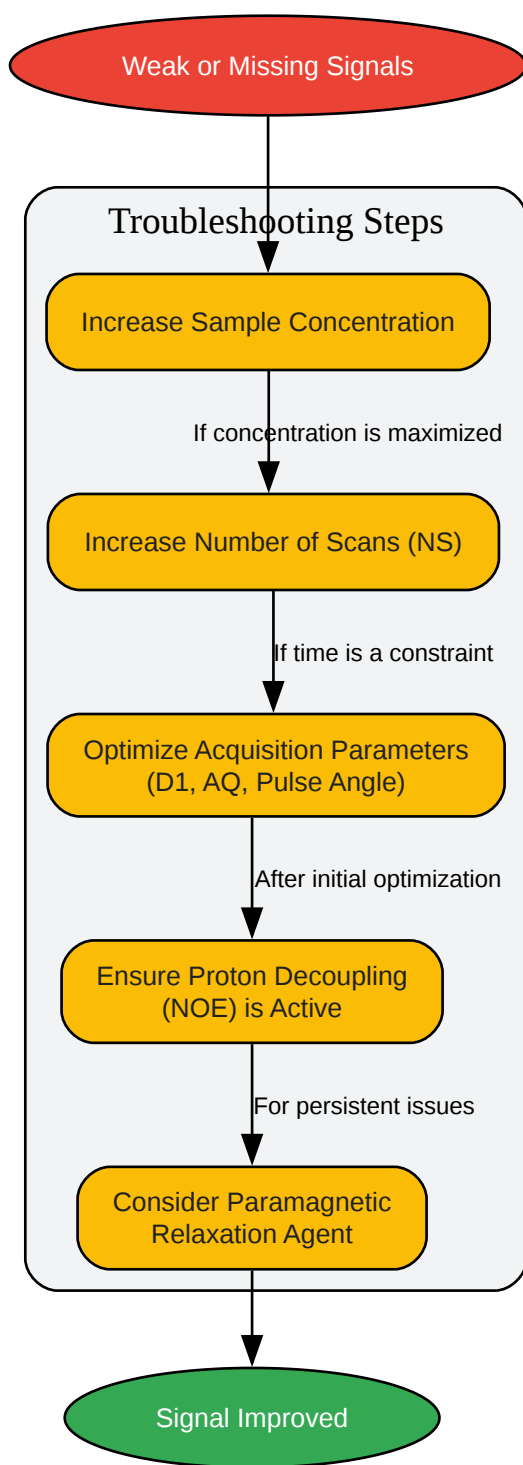 Weak or Missing Signals
Troubleshooting Steps
Increase Sample Concentration
If concentration is maximized
Increase Number of Scans (NS)
If time is a constraint
Optimize Acquisition Parameters
(D1, AQ, Pulse Angle)
After initial optimization
Ensure Proton Decoupling
(NOE) is Active
For persistent issues
Consider Paramagnetic
Relaxation Agent
Signal Improved